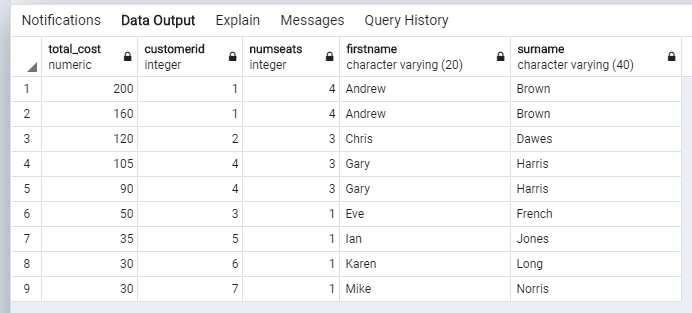 Notifications Data Output Explain Messages Query History
total_cost customerid numseats firstname surname
numeric integer integer character varying (20) character varying (40)
1 200 1 4 Andrew Brown
2 160 1 4 Andrew Brown
3 120 2 3 Chris Dawes
4 105 4 3 Gary Harris
5 90 4 3 Gary Harris
6 50 3 1 Eve French
7 35 5 1 Ian Jones
8 30 6 1 Karen Long
9 30 7 1 Mike Norris